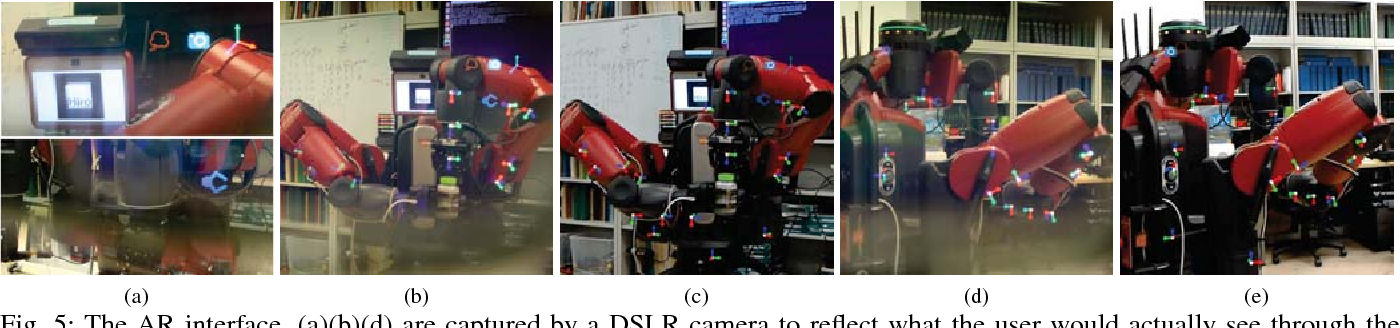 HIRO
(a) (b) (c) (d) (e)
Fig. 5: The AR interface. (a)(b)(d) are captured by a DSLR camera to reflect what the user would actually see through the